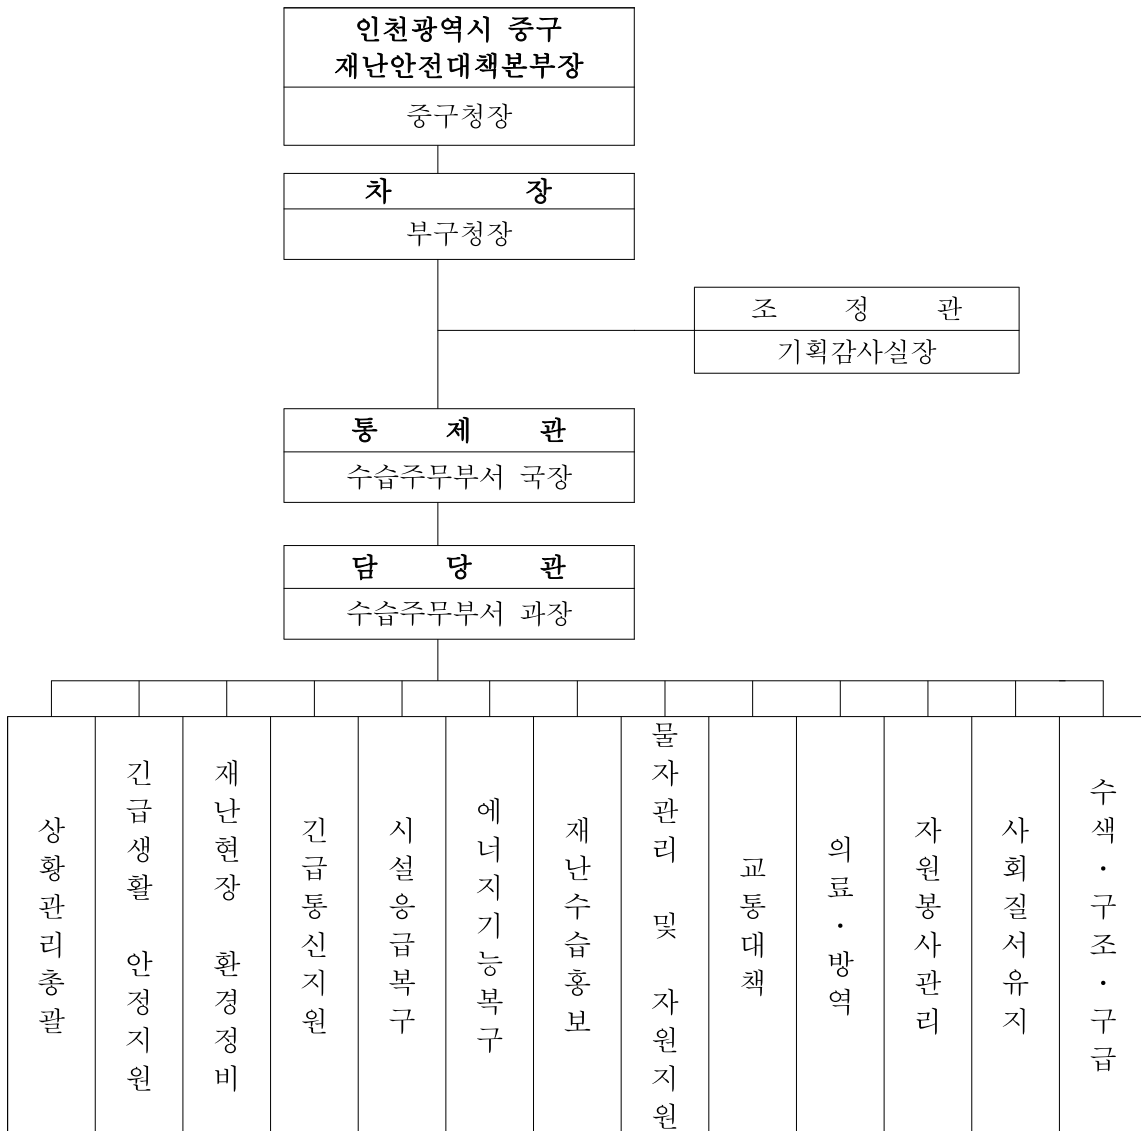 인천광역시 중구
재난안전대책본부장
중구청장
차 장
부구청장
조 정 관
기획감사실장
통 제 관
수습주무부서 국장
담 당 관
수습주무부서 과장
상황관리총괄
긴급생활 안정지원
재난현장 환경정비
긴급통신지원
시설응급복구
에너지기능복구
재난수습홍보
물자관리 및 자원지원
교통대책
의료·방역
자원봉사관리
사회질서유지
수색·구조·구급